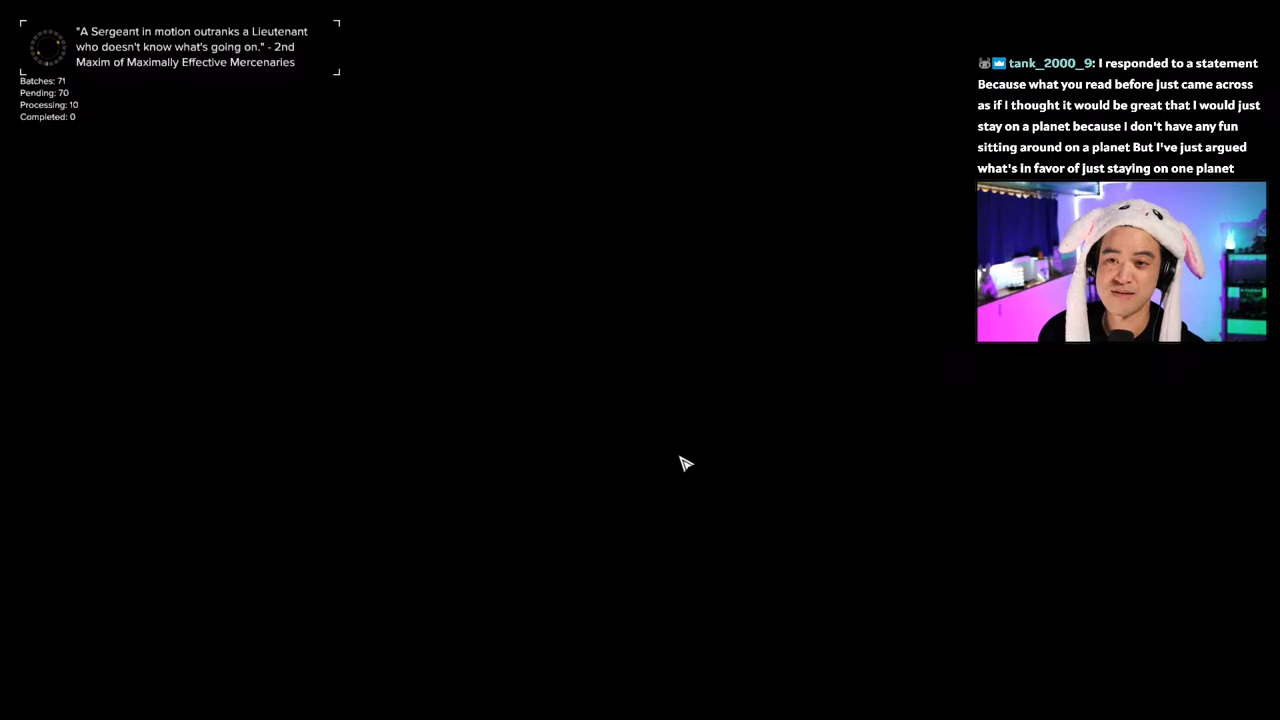 "A Sergeant in motion outranks a Lieutenant
who doesn't know what's going on." - 2nd
Maxim of Maximally Effective Mercenaries
Batches: 71
Pending: 70
Processing: 10
Completed: 0
tank_2000_9: I responded to a statement
Because what you read before just came across
as if I thought it would be great that I would just
stay on a planet because I don't have any fun
sitting around on a planet But I've just argued
what's in favor of just staying on one planet